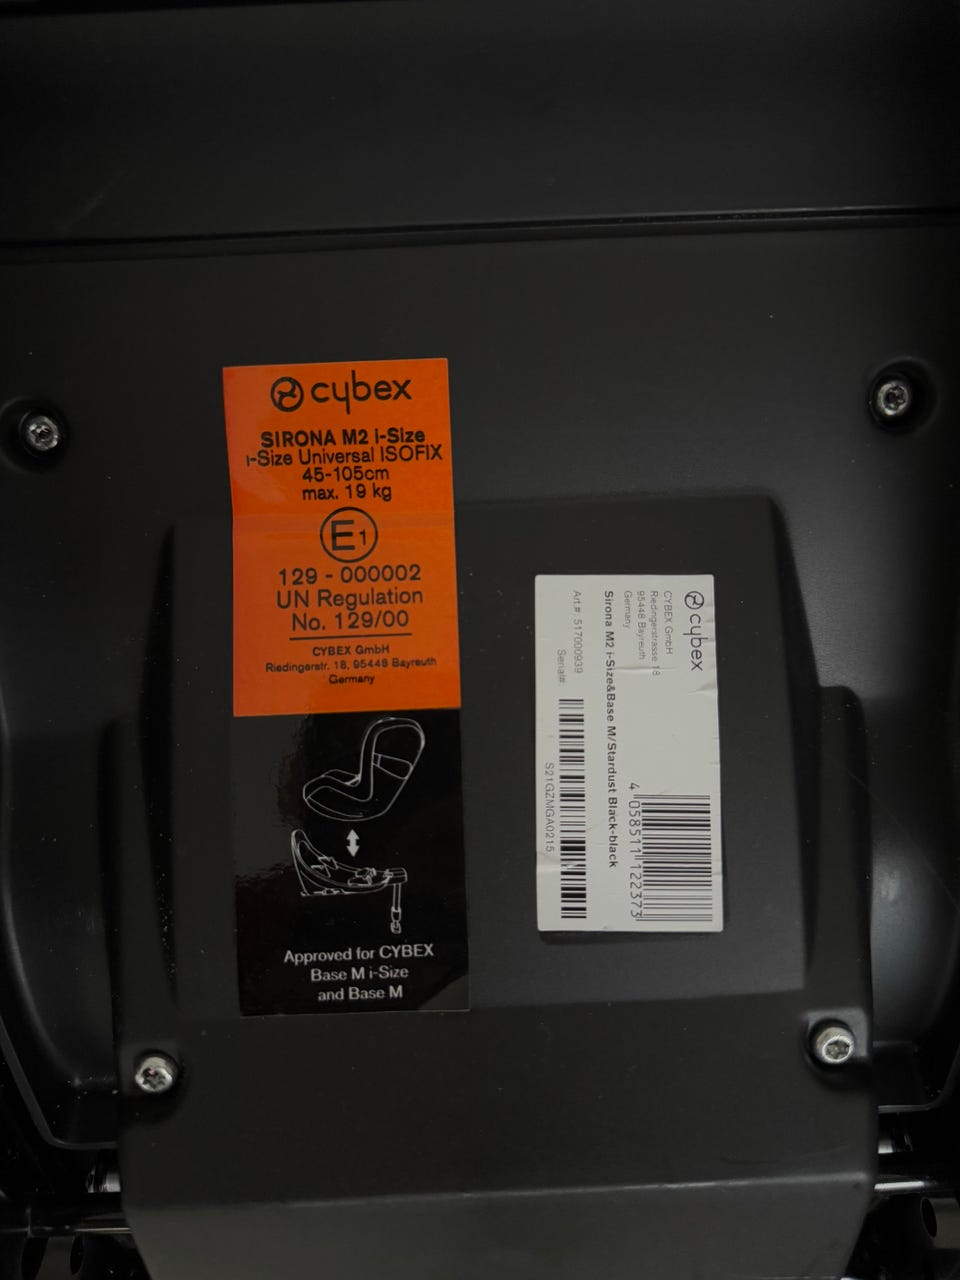 cybex
SIRONA M2 i-Size
i-Size Universal ISOFIX
45-105cm
max. 19 kg
E1
129 - 000002
UN Regulation
No. 129/00
CYBEX GmbH
Riedingerstr. 18, 95448 Bayreuth
Germany
Approved for CYBEX
Base M i-Size
and Base M
cybex
CYBEX GmbH
Riedingerstrasse 18
95448 Bayreuth
Germany
4 058511 122373
Sirona M2 i-Size&Base M/Stardust Black-black
Art.# 517000939
Serial#
S21GZMGA0215